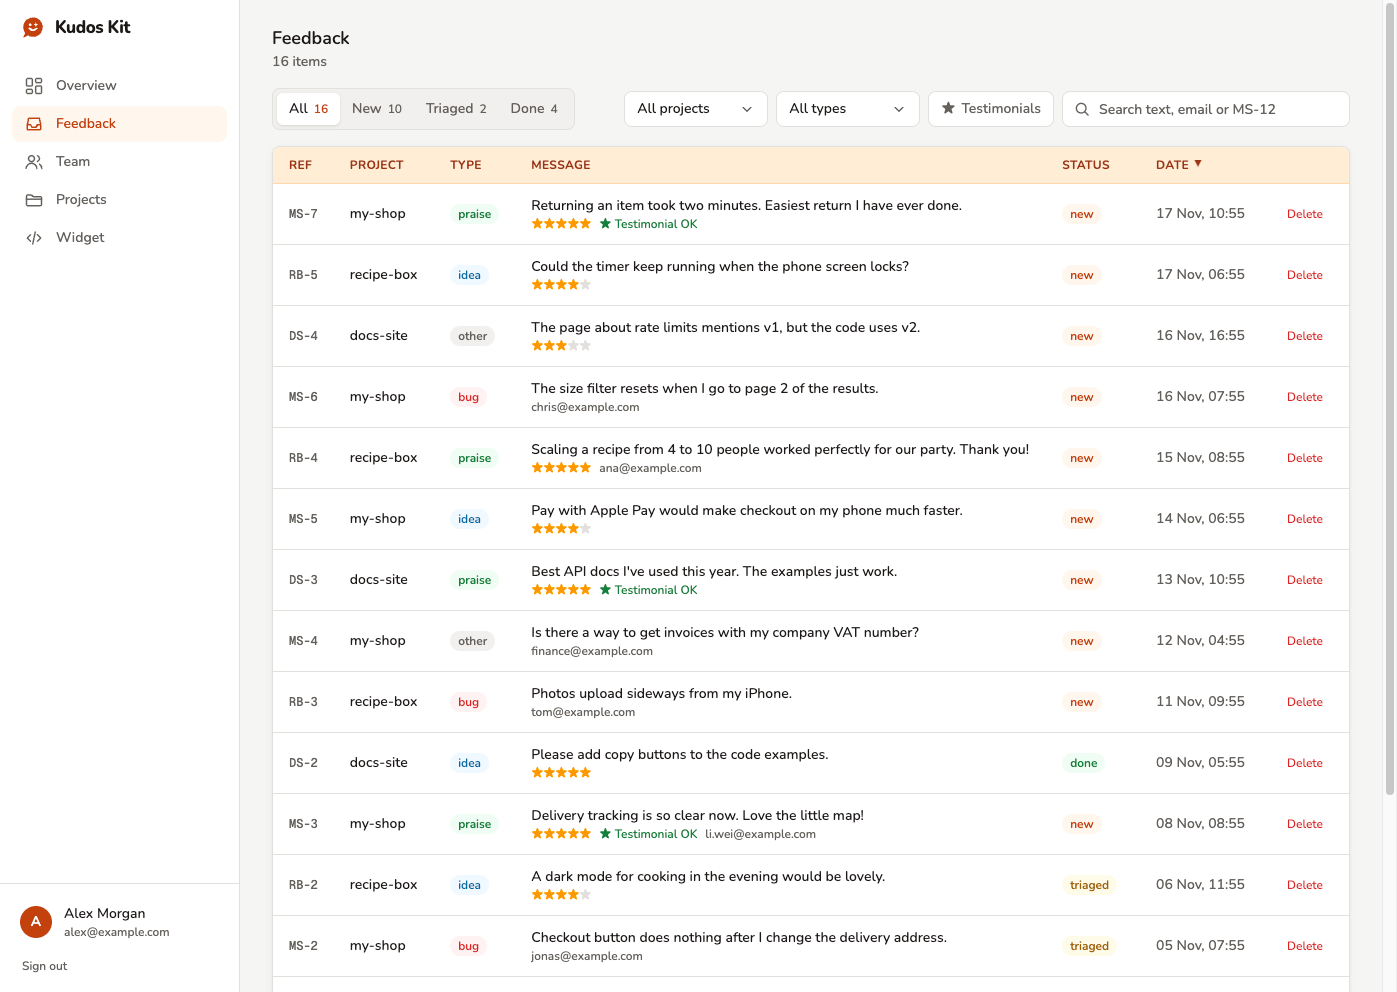 Kudos Kit
Overview
Feedback
Team
Projects
Widget
Alex Morgan
A
alex@example.com
Sign out
Feedback
16 items
All 16 New 10 Triaged 2 Done 4
All projects
All types
Testimonials
Search text, email or MS-12
REF PROJECT TYPE MESSAGE STATUS DATE
MS-7 my-shop praise Returning an item took two minutes. Easiest return I have ever done. new 17 Nov, 10:55 Delete
Testimonial OK
RB-5 recipe-box idea Could the timer keep running when the phone screen locks? new 17 Nov, 06:55 Delete
DS-4 docs-site other The page about rate limits mentions v1, but the code uses v2. new 16 Nov, 16:55 Delete
MS-6 my-shop bug The size filter resets when I go to page 2 of the results. new 16 Nov, 07:55 Delete
chris@example.com
RB-4 recipe-box praise Scaling a recipe from 4 to 10 people worked perfectly for our party. Thank you! new 15 Nov, 08:55 Delete
ana@example.com
MS-5 my-shop idea Pay with Apple Pay would make checkout on my phone much faster. new 14 Nov, 06:55 Delete
DS-3 docs-site praise Best API docs I've used this year. The examples just work. new 13 Nov, 10:55 Delete
Testimonial OK
MS-4 my-shop other Is there a way to get invoices with my company VAT number? new 12 Nov, 04:55 Delete
finance@example.com
RB-3 recipe-box bug Photos upload sideways from my iPhone. new 11 Nov, 09:55 Delete
tom@example.com
DS-2 docs-site idea Please add copy buttons to the code examples. done 09 Nov, 05:55 Delete
MS-3 my-shop praise Delivery tracking is so clear now. Love the little map! new 08 Nov, 08:55 Delete
Testimonial OK li.wei@example.com
RB-2 recipe-box idea A dark mode for cooking in the evening would be lovely. triaged 06 Nov, 11:55 Delete
MS-2 my-shop bug Checkout button does nothing after I change the delivery address. triaged 05 Nov, 07:55 Delete
jonas@example.com